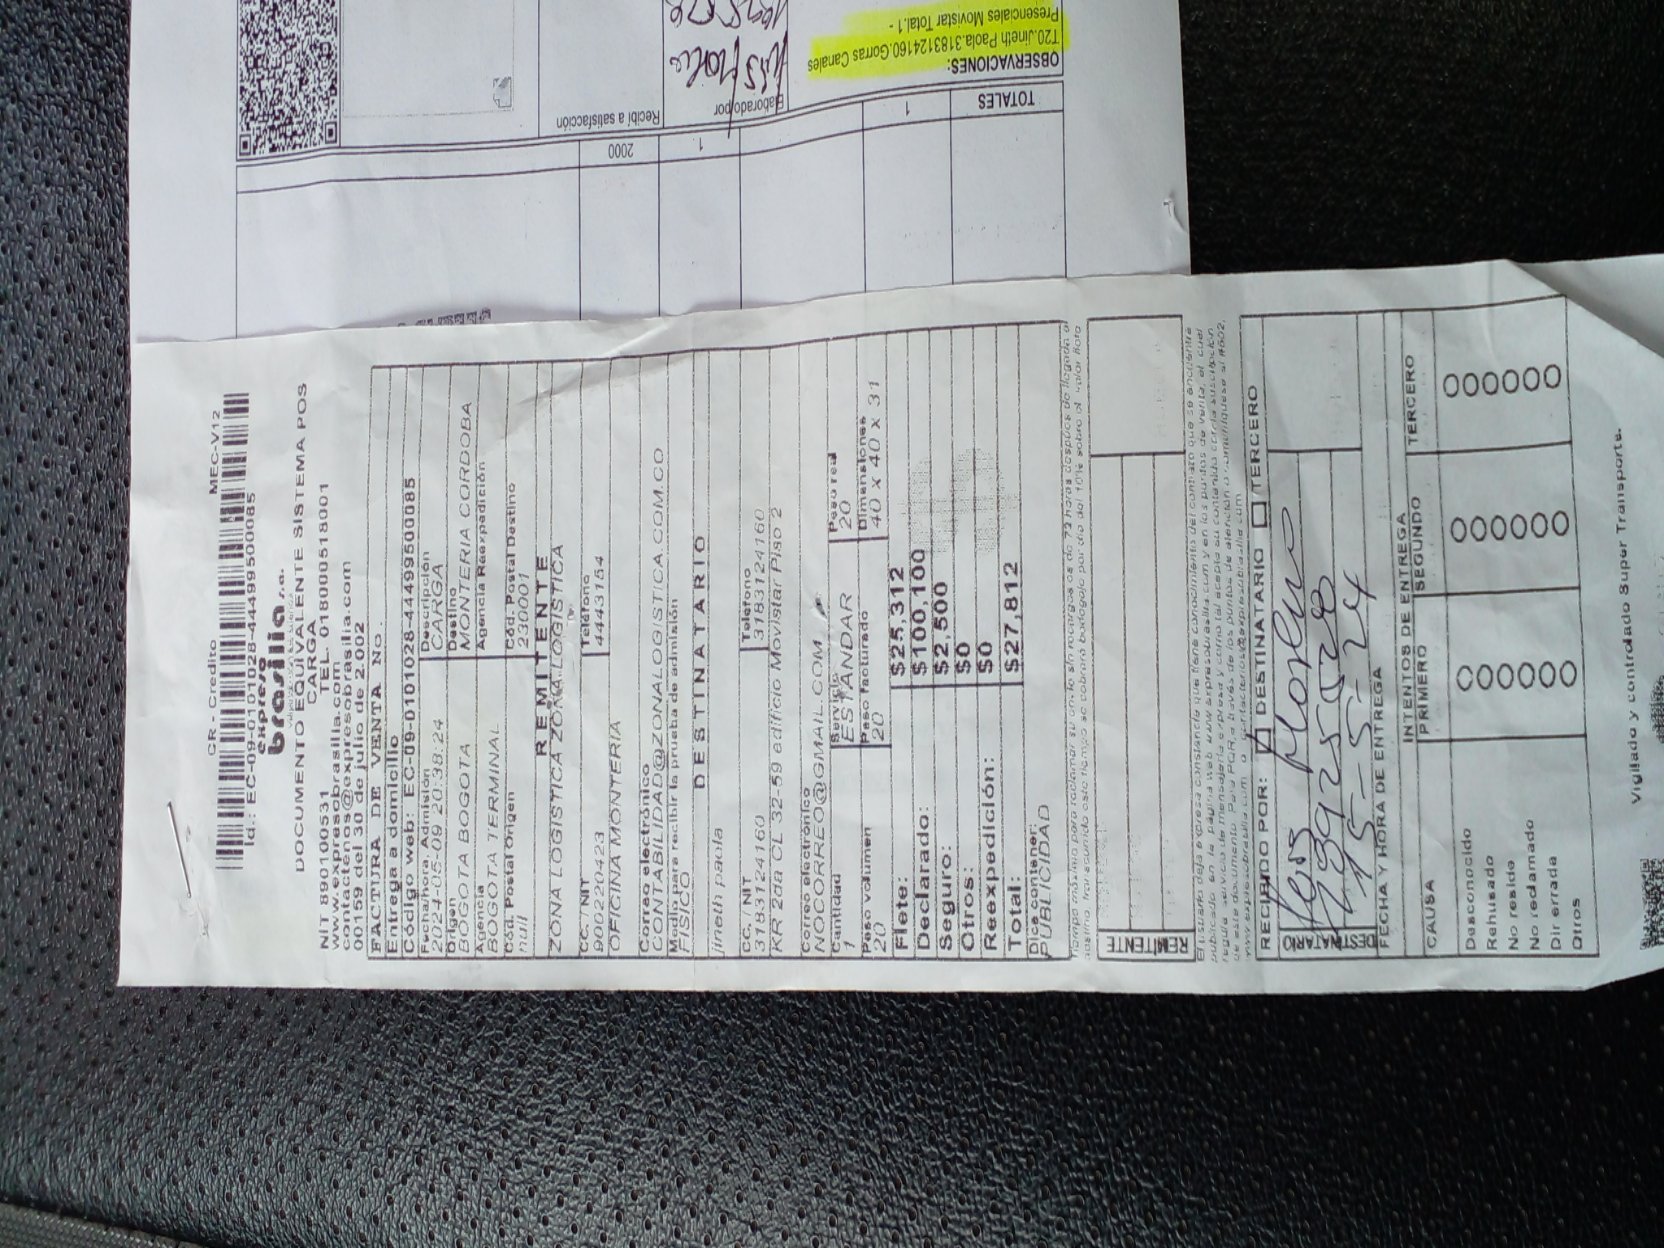 CR - Credito MEC-V12
Id.: EC-09-0101028-4449950085
expreso
brasilia s.a.
DOCUMENTO EQUIVALENTE SISTEMA POS
CARGA
NIT 890100531 TEL. 018000518001
www.expresobrasilia.com
contactenos@expresobrasilia.com
00159 del 30 de julio de 2.002
FACTURA DE VENTA No.
Entrega a domicilio
Código web: EC-09-0101028-4449950085
Fecha/hora. Admisión
2024-05-09 20:38:24
Descripción
CARGA
Origen
BOGOTA BOGOTA
Destino
MONTERIA CORDOBA
Agencia
BOGOTA TERMINAL
Agencia Reexpedición
Cód. Postal Origen
null
Cód. Postal Destino
230001
REMITENTE
ZONA LOGISTICA ZONA LOGISTICA
CC. / NIT
900220423
Teléfono
4443154
OFICINA MONTERIA
Correo electrónico
CONTABILIDAD@ZONALOGISTICA.COM.CO
Medio para recibir la prueba de admisión
FISICO
DESTINATARIO
jineth paola
CC. / NIT
3183124160
Teléfono
3183124160
KR 2da CL 32-59 edificio Movistar Piso 2
Correo electrónico
NOCORREO@GMAIL.COM
Cantidad
1
Servicio
ESTANDAR
Peso real
20
Peso volumen
20
Peso facturado
20
Dimensiones
40 x 40 x 31
Flete: $25,312
Declarado: $100,100
Seguro: $2,500
Otros: $0
Reexpedición: $0
Total: $27,812
Dice contener:
PUBLICIDAD
REMITENTE
RECIBIDO POR: DESTINATARIO TERCERO
DESTINATARIO
15-5-24
FECHA Y HORA DE ENTREGA
INTENTOS DE ENTREGA
CAUSA PRIMERO SEGUNDO TERCERO
Desconocido
Rehusado
No reside
No reclamado
Dir errada
Otros
Vigilado y controlado Super Transporte.
TOTALES 1 1. 2000
OBSERVACIONES:
T20.Jineth Paola.3183124160.Gorras Canales
Presenciales Movistar Total.1 -
Elaborado por
Recibí a satisfacción